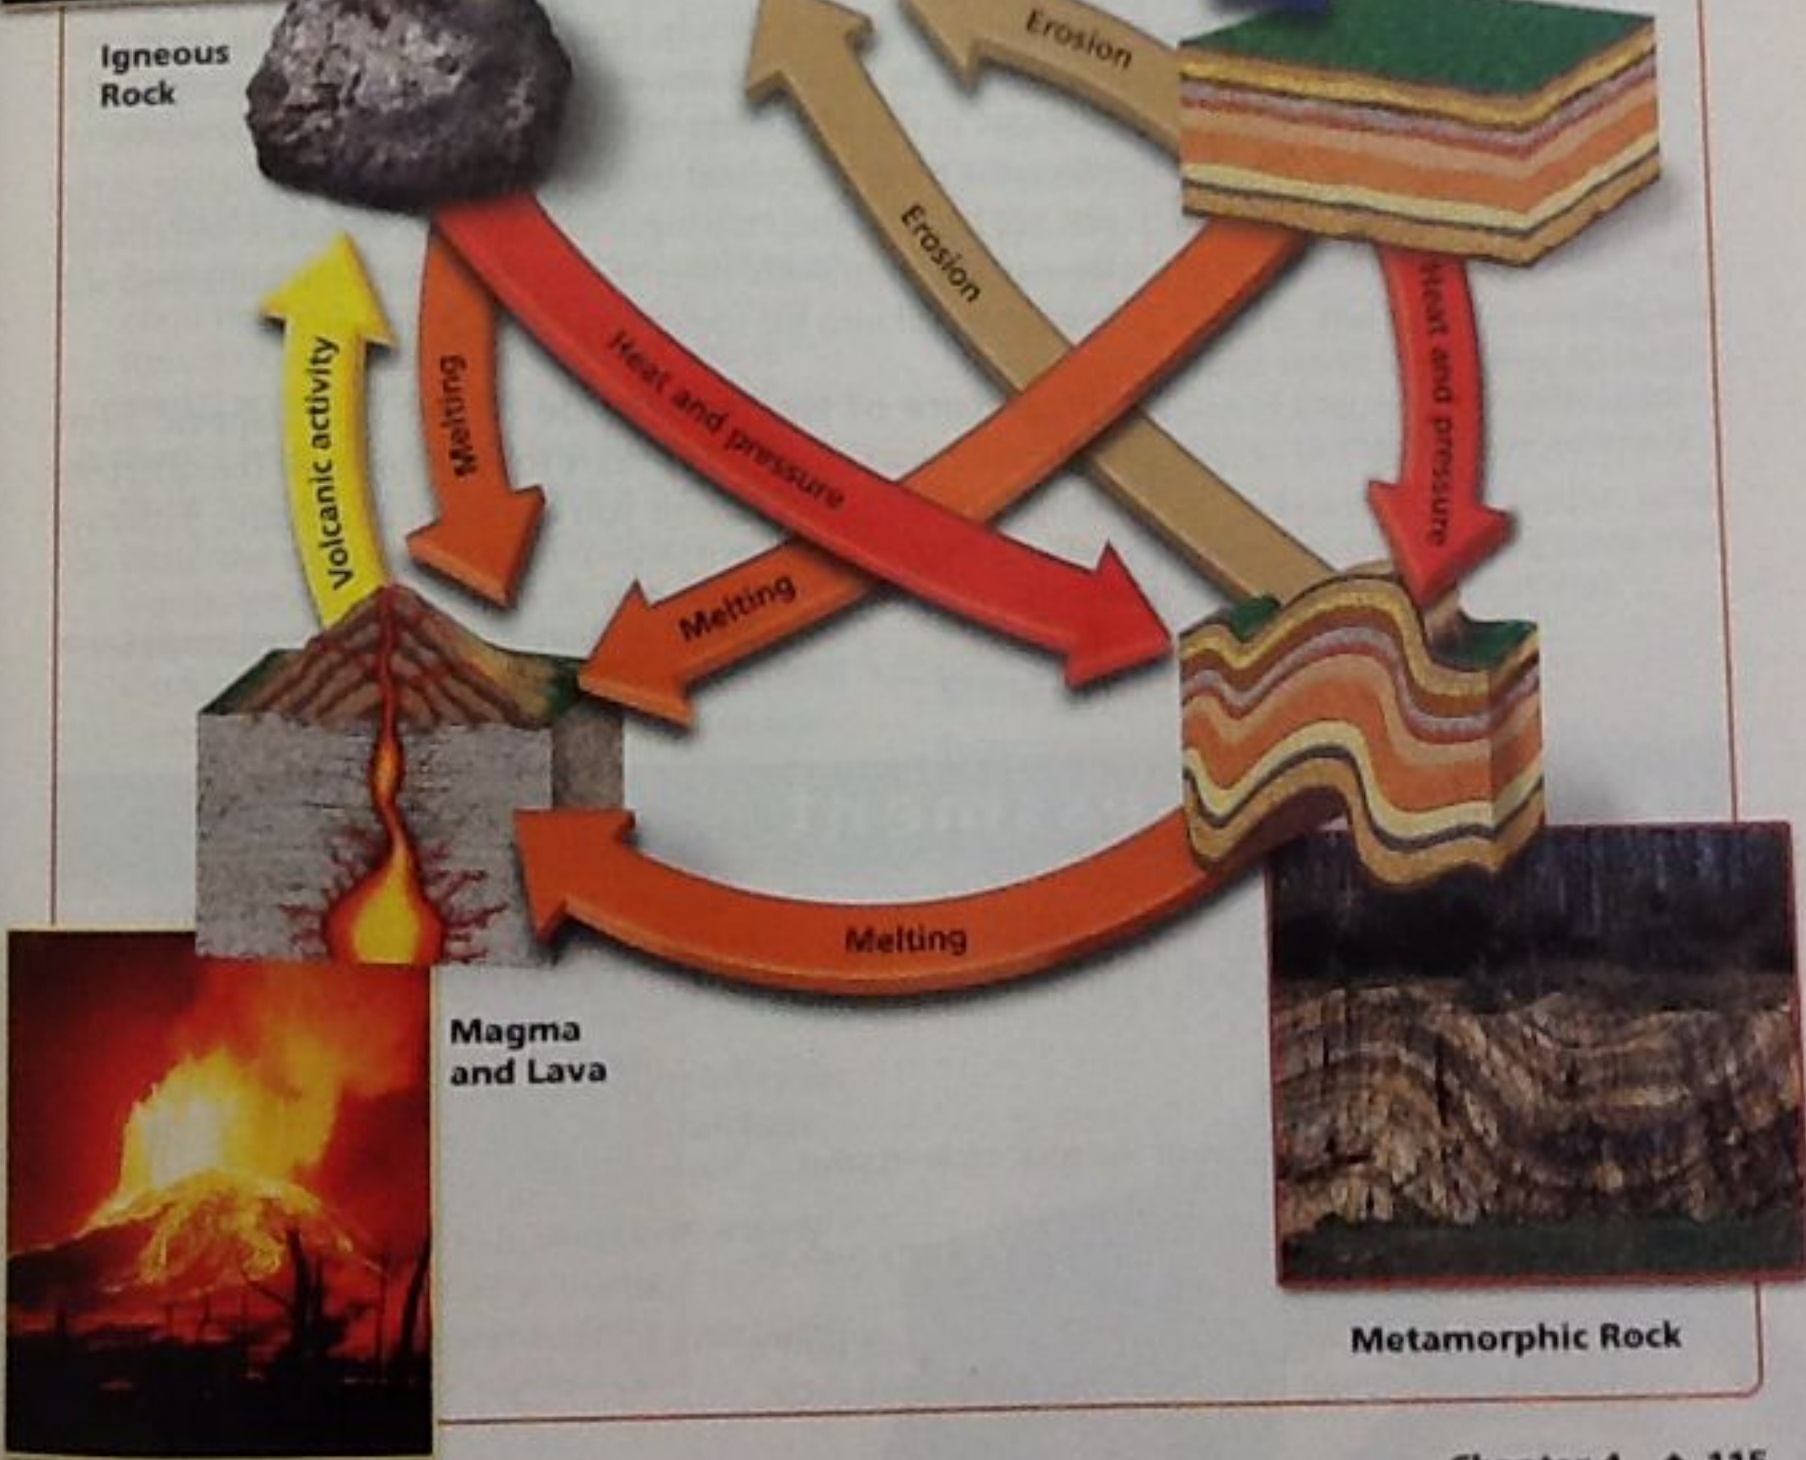 Erosion
Igneous
Rock
Erosion
Heat and pressure
Heat and pressure
Volcanic activity
Melting
Melting
Melting
Magma
and Lava
Metamorphic Rock